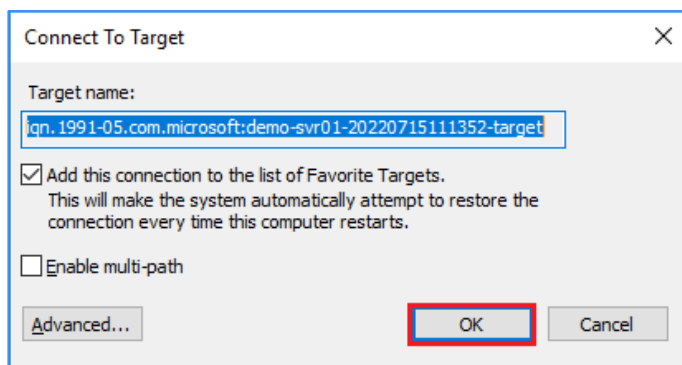 Connect To Target
Target name:
iqn.1991-05.com.microsoft:demo-svr01-20220715111352-target
Add this connection to the list of Favorite Targets.
This will make the system automatically attempt to restore the
connection every time this computer restarts.
Enable multi-path
Advanced...
OK
Cancel